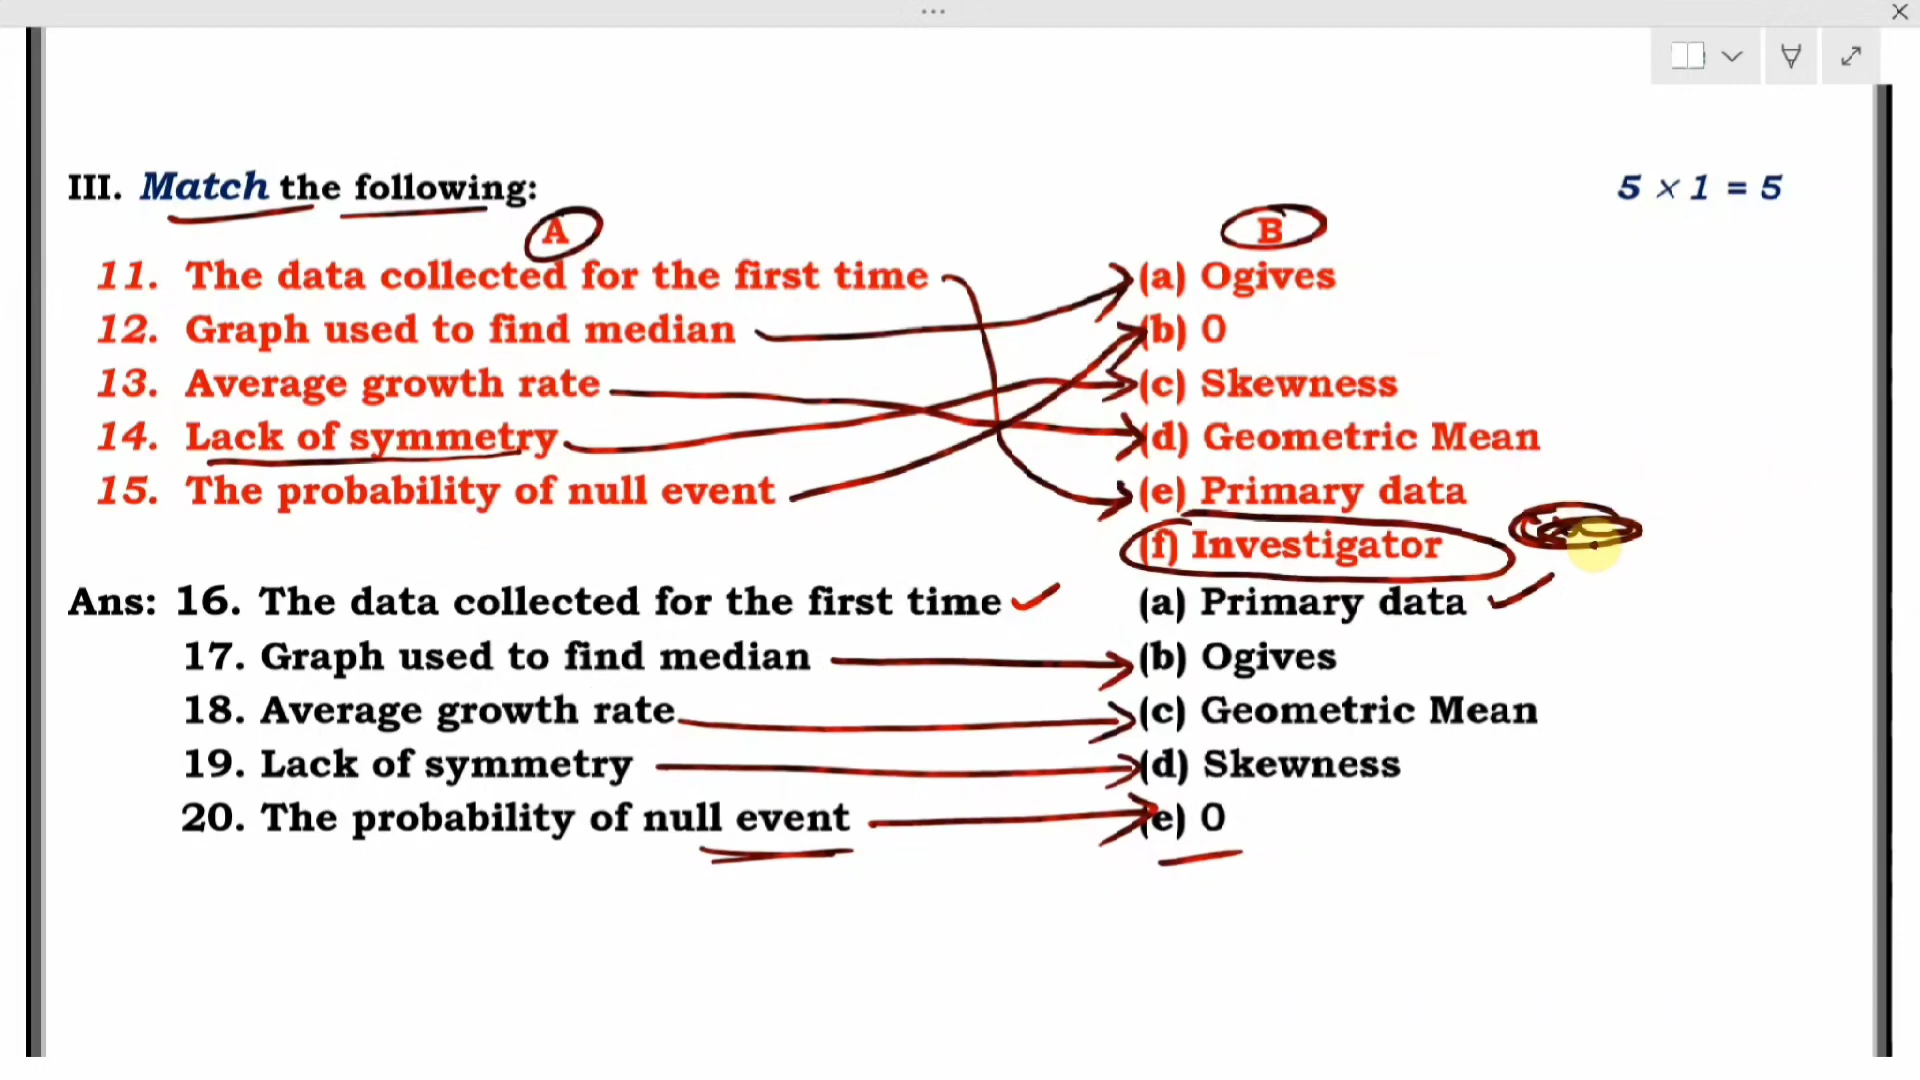 III. Match the following:
5 × 1 = 5
A
B
11. The data collected for the first time
(a) Ogives
12. Graph used to find median
(b) 0
13. Average growth rate
(c) Skewness
14. Lack of symmetry
(d) Geometric Mean
15. The probability of null event
(e) Primary data
(f) Investigator
Ans: 16. The data collected for the first time
(a) Primary data
17. Graph used to find median
(b) Ogives
18. Average growth rate
(c) Geometric Mean
19. Lack of symmetry
(d) Skewness
20. The probability of null event
(e) 0